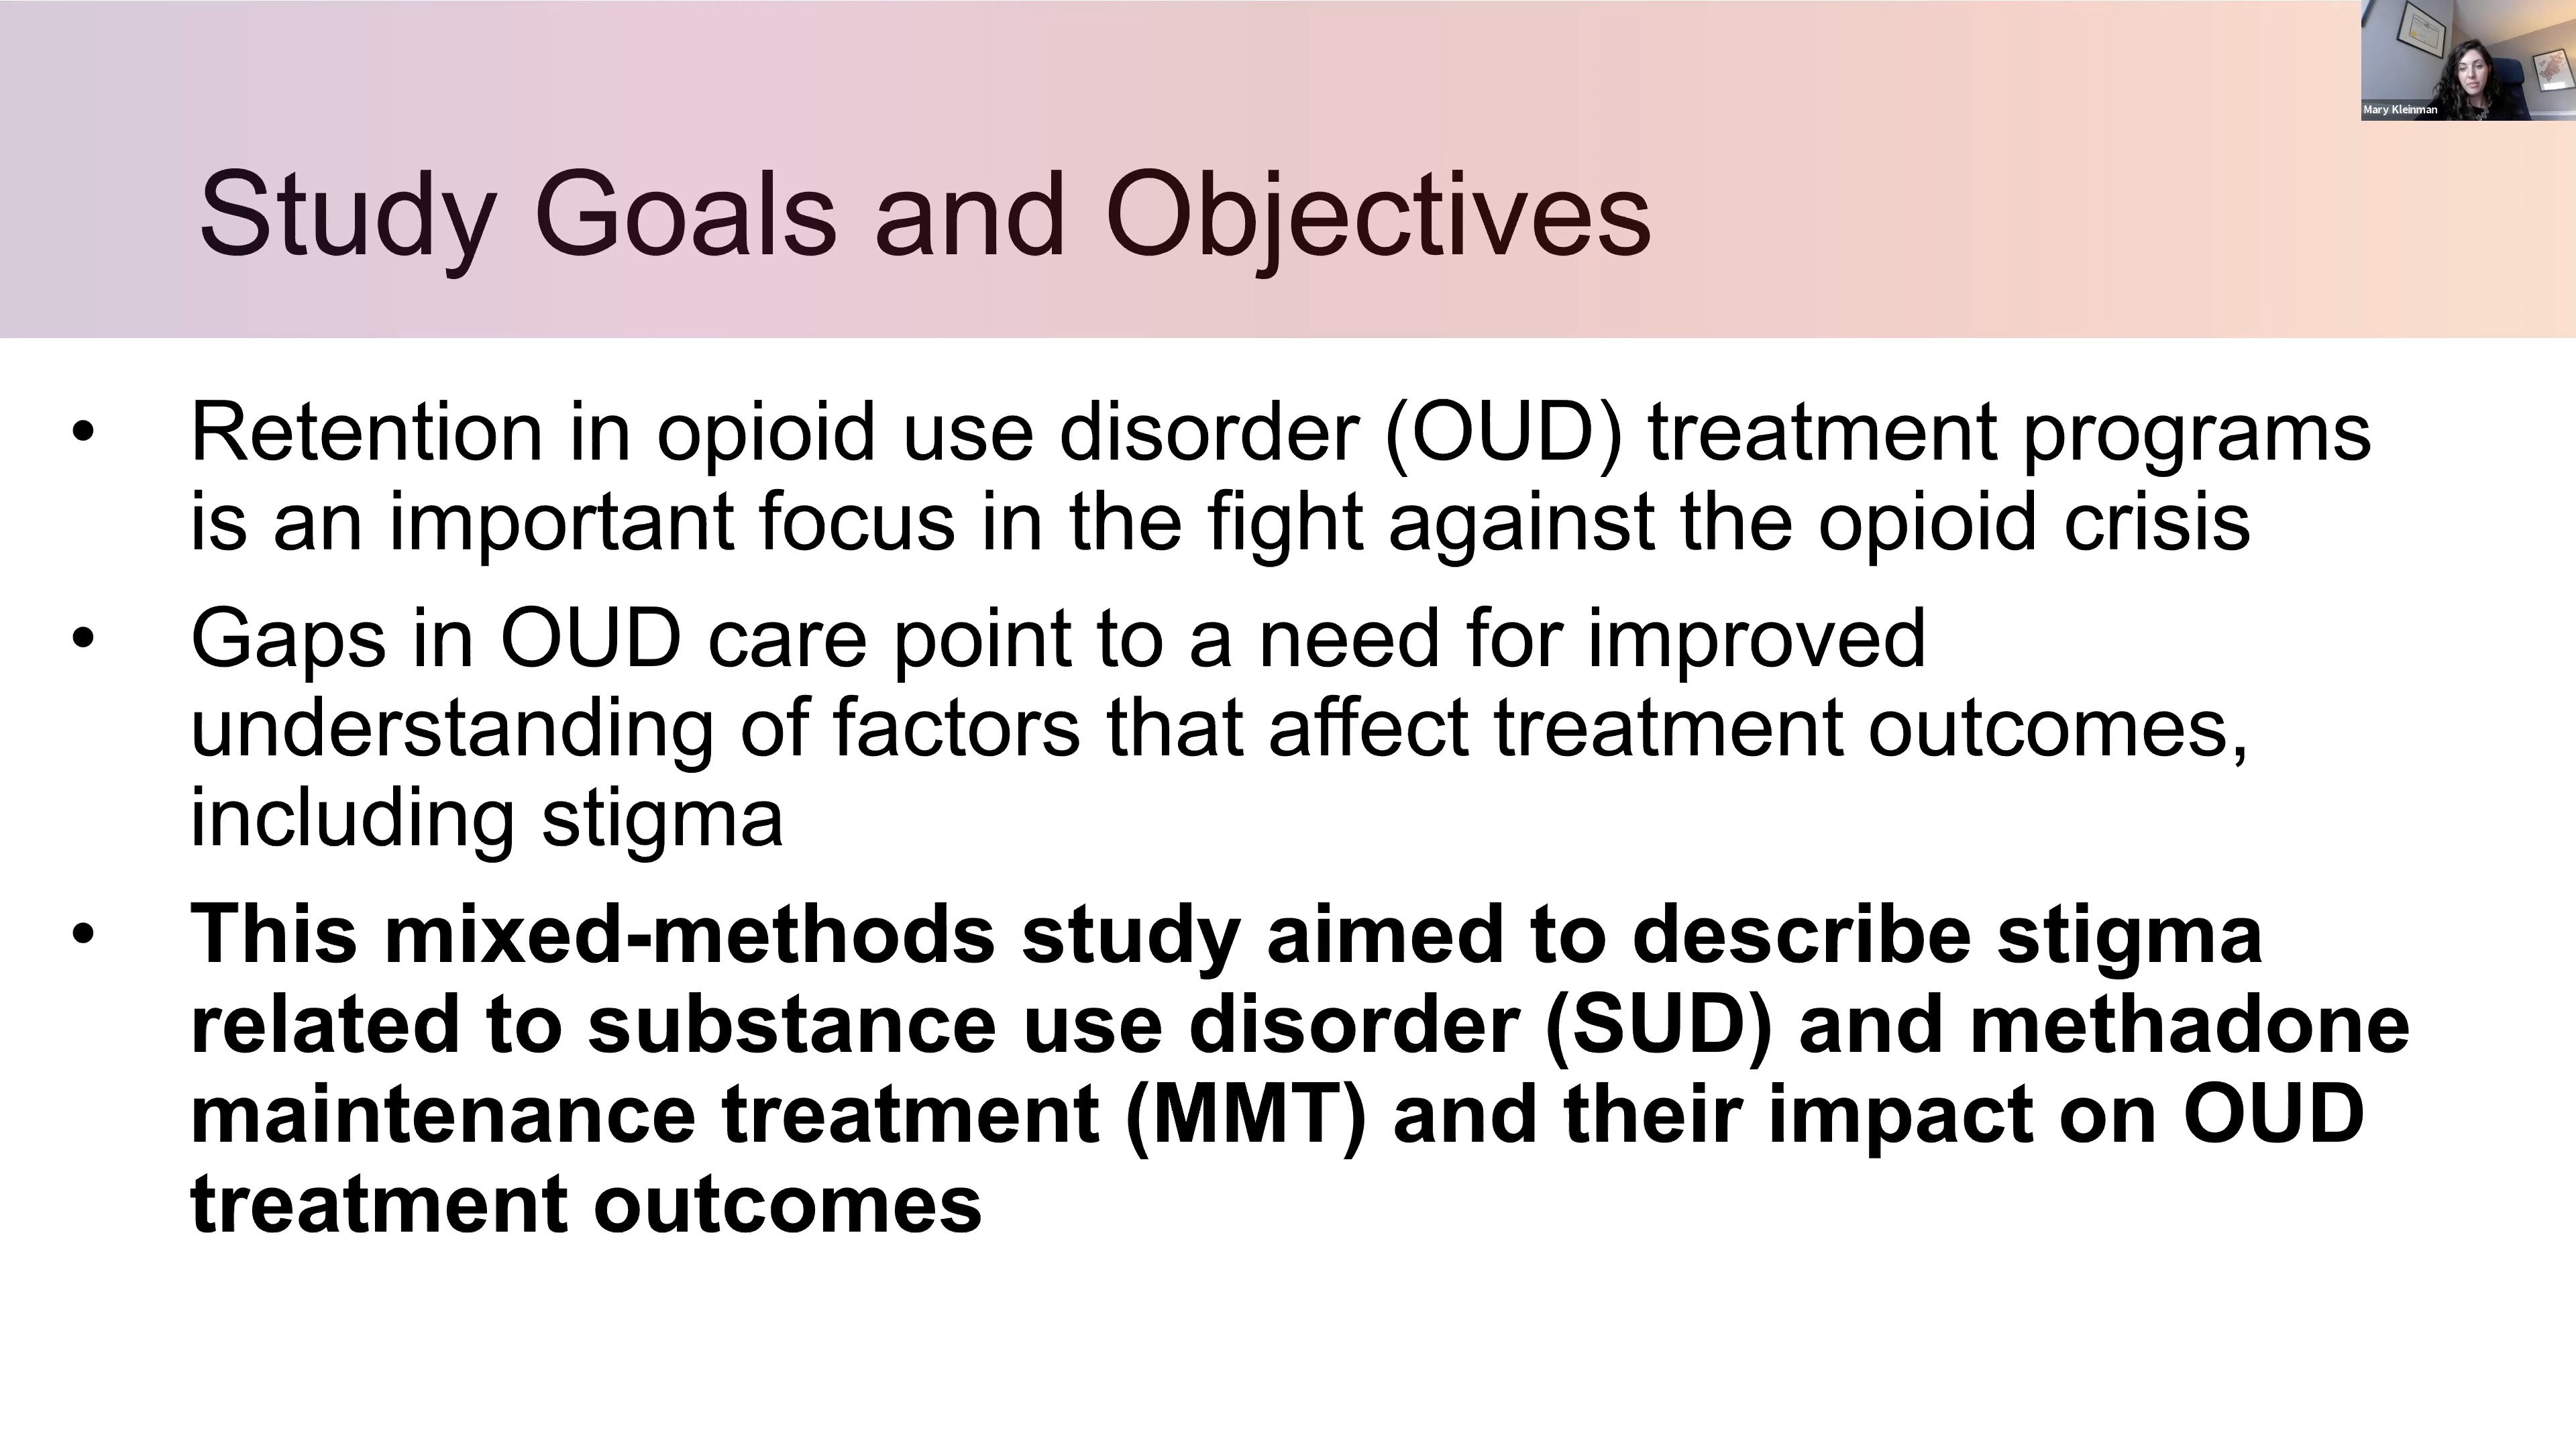 Mary Kleinman
Study Goals and Objectives
• Retention in opioid use disorder (OUD) treatment programs
is an important focus in the fight against the opioid crisis
• Gaps in OUD care point to a need for improved
understanding of factors that affect treatment outcomes,
including stigma
• This mixed-methods study aimed to describe stigma
related to substance use disorder (SUD) and methadone
maintenance treatment (MMT) and their impact on OUD
treatment outcomes